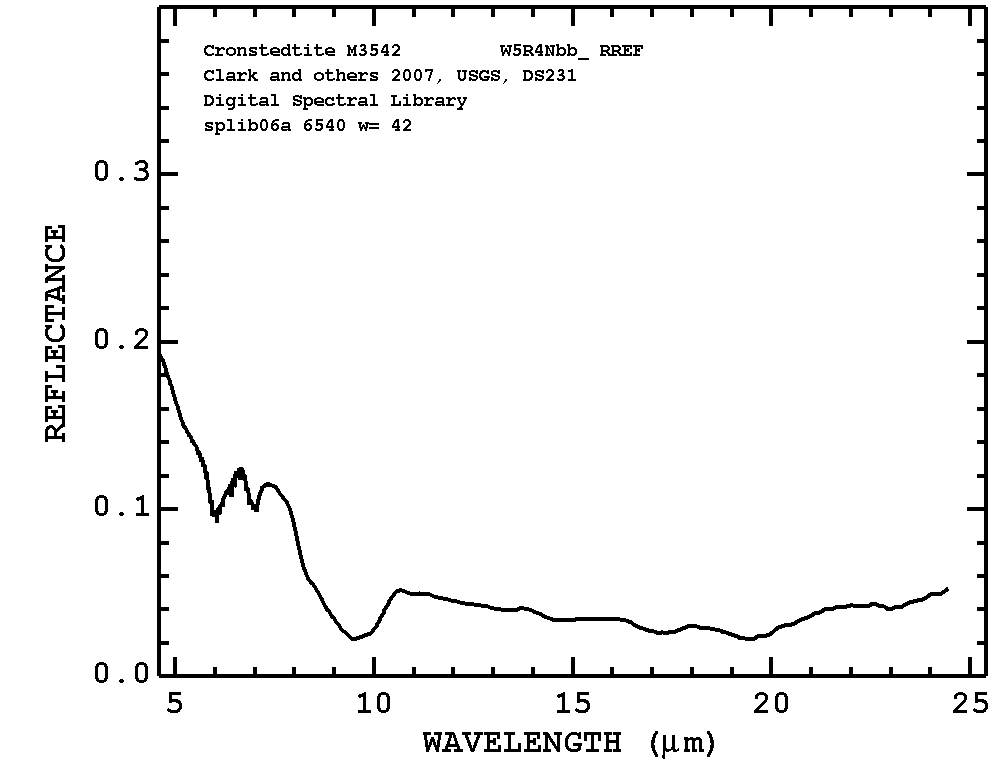 Cronstedtite M3542 W5R4Nbb_ RREF
Clark and others 2007, USGS, DS231
Digital Spectral Library
splib06a 6540 w= 42
0.3
0.2
0.1
0.0
REFLECTANCE
5 10 15 20 25
WAVELENGTH (μm)